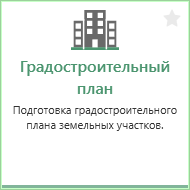 Градостроительный
план
Подготовка градостроительного
плана земельных участков.